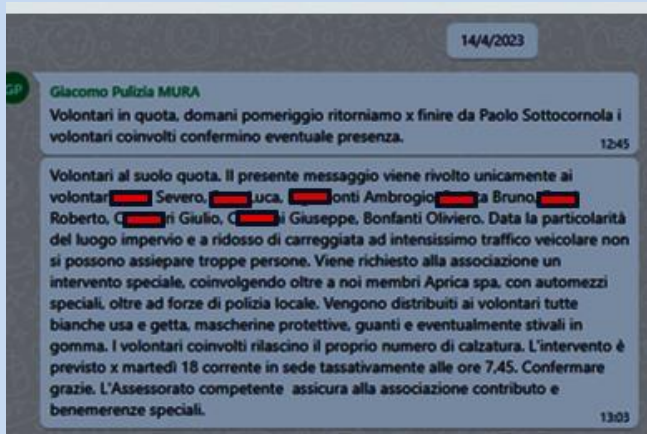 14/4/2023
GP
Giacomo Pulizia MURA
Volontari in quota, domani pomeriggio ritorniamo x finire da Paolo Sottocornola i
volontari coinvolti confermino eventuale presenza.
12:45
Volontari al suolo quota. Il presente messaggio viene rivolto unicamente ai
volontar Severo, Luca, onti Ambrogio, a Bruno,
Roberto, C ri Giulio, C i Giuseppe, Bonfanti Oliviero. Data la particolarità
del luogo impervio e a ridosso di carreggiata ad intensissimo traffico veicolare non
si possono assiepare troppe persone. Viene richiesto alla associazione un
intervento speciale, coinvolgendo oltre a noi membri Aprica spa, con automezzi
speciali, oltre ad forze di polizia locale. Vengono distribuiti ai volontari tutte
bianche usa e getta, mascherine protettive, guanti e eventualmente stivali in
gomma. I volontari coinvolti rilascino il proprio numero di calzatura. L'intervento è
previsto x martedì 18 corrente in sede tassativamente alle ore 7,45. Confermare
grazie. L'Assessorato competente assicura alla associazione contributo e
benemerenze speciali.
13:03